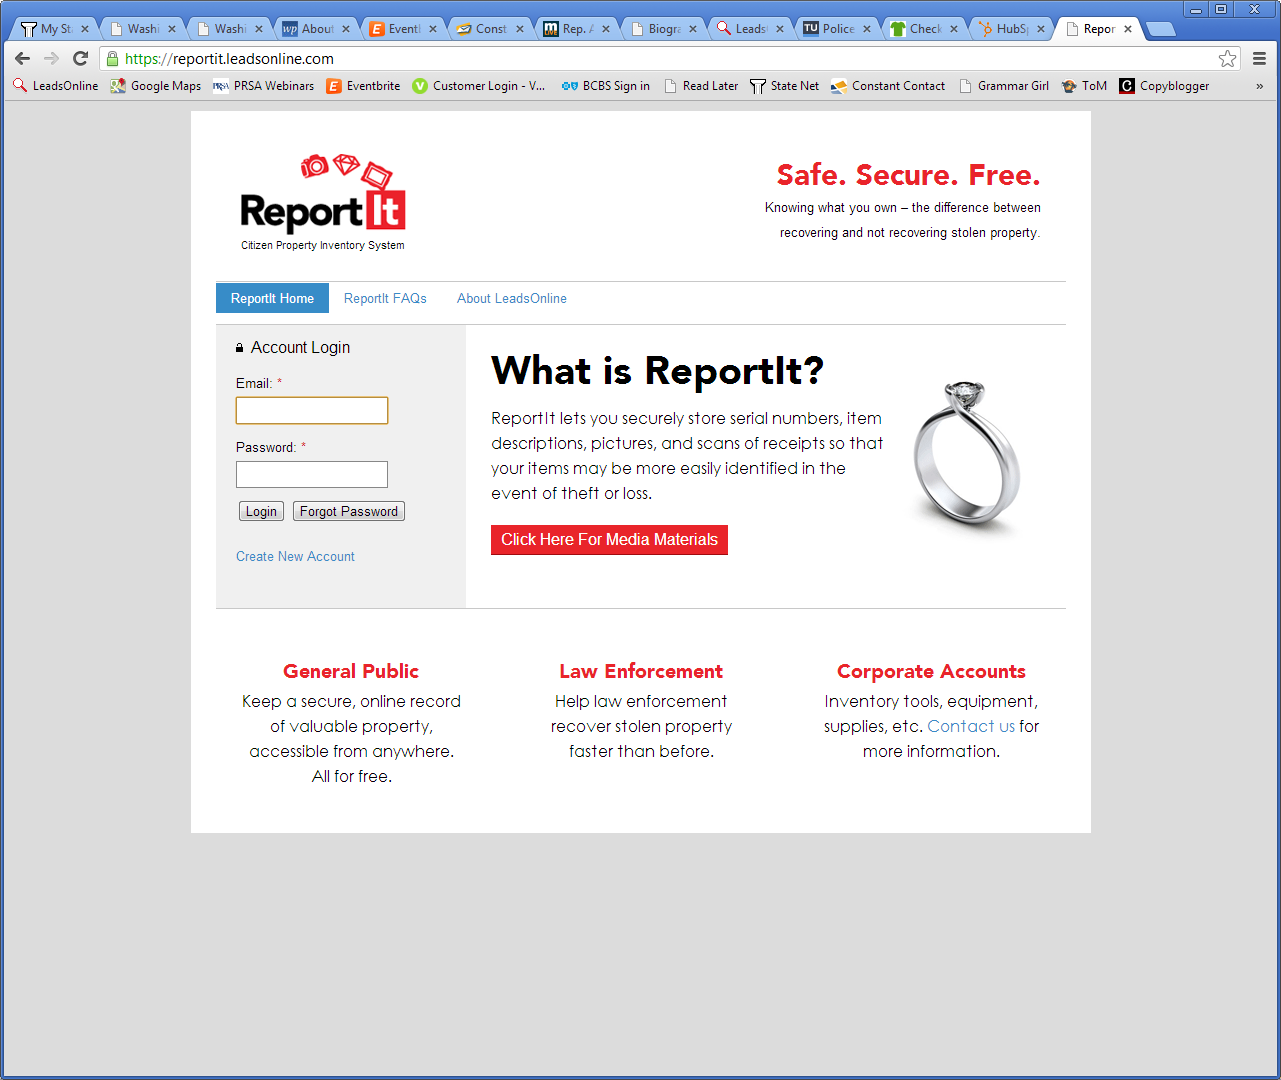 My St
Washi
Washi
wp About
E Eventl
Const
Rep. A
Biogra
Leads
TU Police
Check
HubSp
Repor
https://reportit.leadsonline.com
LeadsOnline
Google Maps
PRSA PRSA Webinars
E Eventbrite
V Customer Login - V...
BCBS Sign in
Read Later
State Net
Constant Contact
Grammar Girl
ToM
C Copyblogger
»
ReportIt
Citizen Property Inventory System
Safe. Secure. Free.
Knowing what you own – the difference between
recovering and not recovering stolen property.
ReportIt Home
ReportIt FAQs
About LeadsOnline
Account Login
Email: *
Password: *
Login
Forgot Password
Create New Account
What is ReportIt?
ReportIt lets you securely store serial numbers, item
descriptions, pictures, and scans of receipts so that
your items may be more easily identified in the
event of theft or loss.
Click Here For Media Materials
General Public
Keep a secure, online record
of valuable property,
accessible from anywhere.
All for free.
Law Enforcement
Help law enforcement
recover stolen property
faster than before.
Corporate Accounts
Inventory tools, equipment,
supplies, etc. Contact us for
more information.